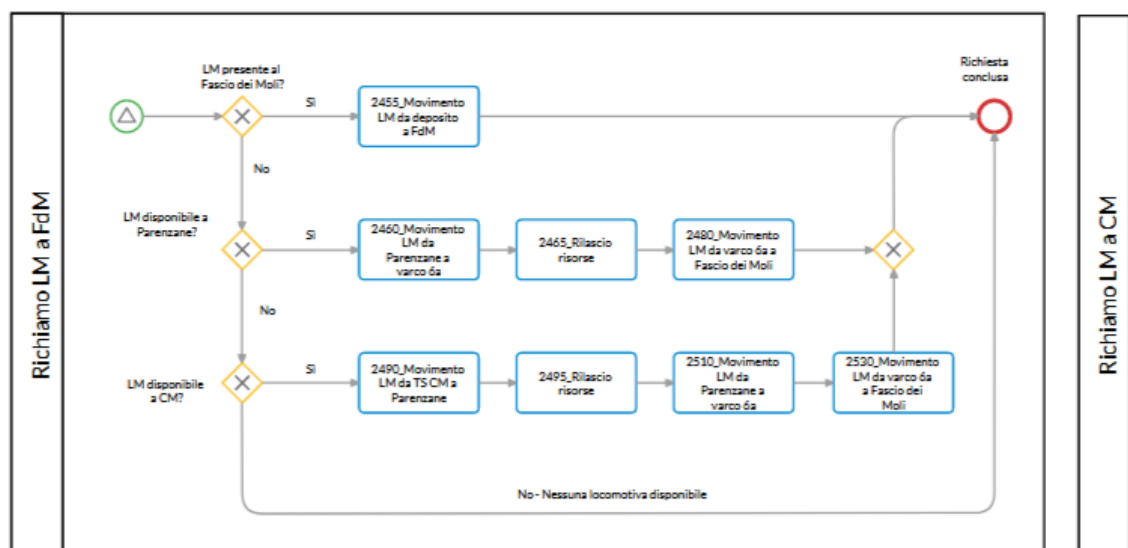 Richiamo LM a FdM
LM presente al
Fascio dei Moli?
Sì
2455_Movimento
LM da deposito
a FdM
Richiesta
conclusa
No
LM disponibile a
Parenzane?
Sì
2460_Movimento
LM da
Parenzane a
varco 6a
2465_Rilascio
risorse
2480_Movimento
LM da varco 6a a
Fascio dei Moli
No
LM disponibile
a CM?
Sì
2490_Movimento
LM da TS CM a
Parenzane
2495_Rilascio
risorse
2510_Movimento
LM da
Parenzane a
varco 6a
2530_Movimento
LM da varco 6a
a Fascio dei
Moli
No - Nessuna locomotiva disponibile
Richiamo LM a CM